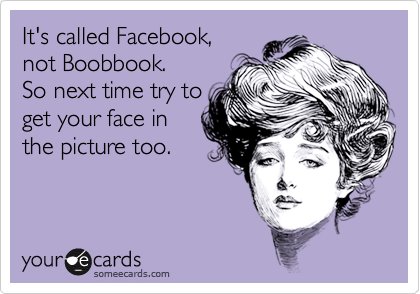 It's called Facebook,
not Boobbook.
So next time try to
get your face in
the picture too.
your e cards
someecards.com